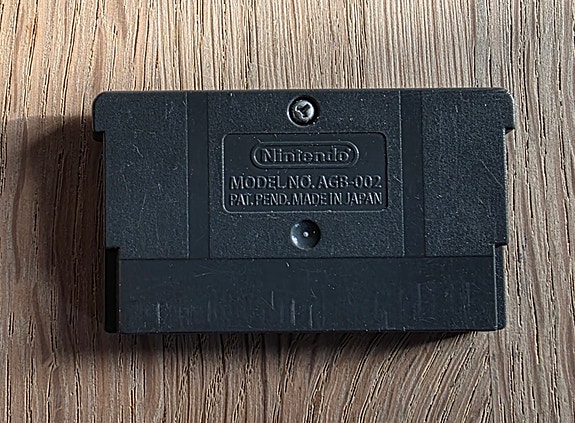 Nintendo
MODEL NO. AGB-002
PAT. PEND. MADE IN JAPAN